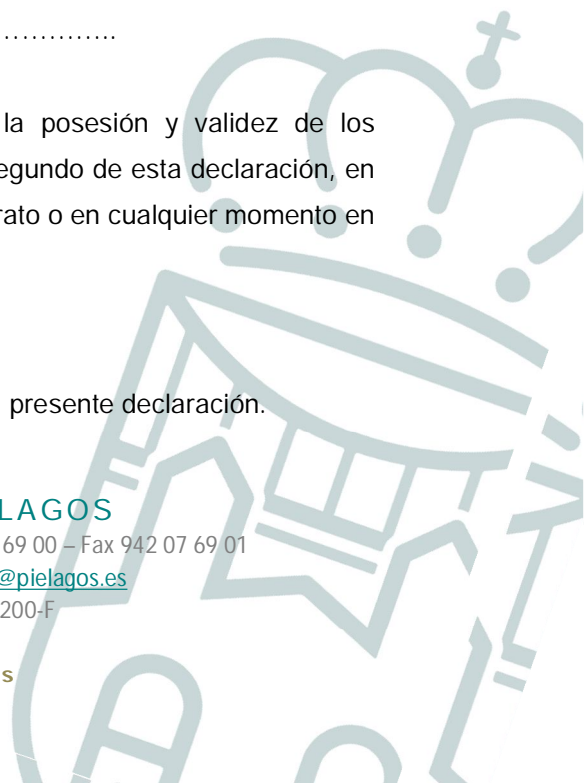 …………..
la posesión y validez de los
egundo de esta declaración, en
rato o en cualquier momento en
presente declaración.
LAGOS
69 00 – Fax 942 07 69 01
@pielagos.es
200-F
s